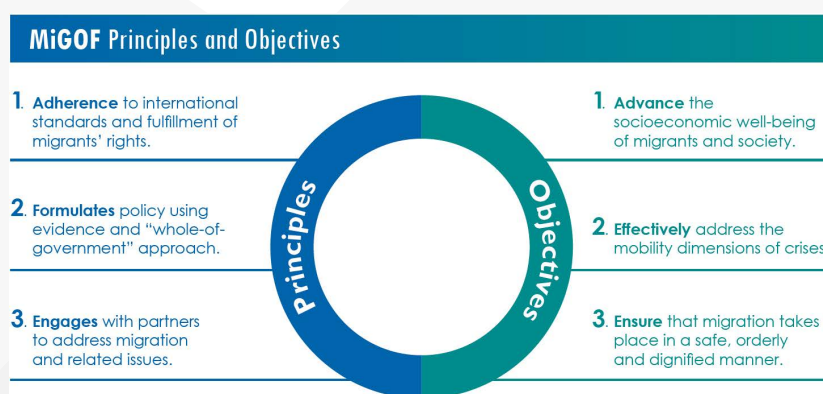 MiGOF Principles and Objectives
1. Adherence to international
standards and fulfillment of
migrants' rights.
2. Formulates policy using
evidence and “whole-of-
government” approach.
3. Engages with partners
to address migration
and related issues.
Principles
Objectives
1. Advance the
socioeconomic well-being
of migrants and society.
2. Effectively address the
mobility dimensions of crises
3. Ensure that migration takes
place in a safe, orderly
and dignified manner.